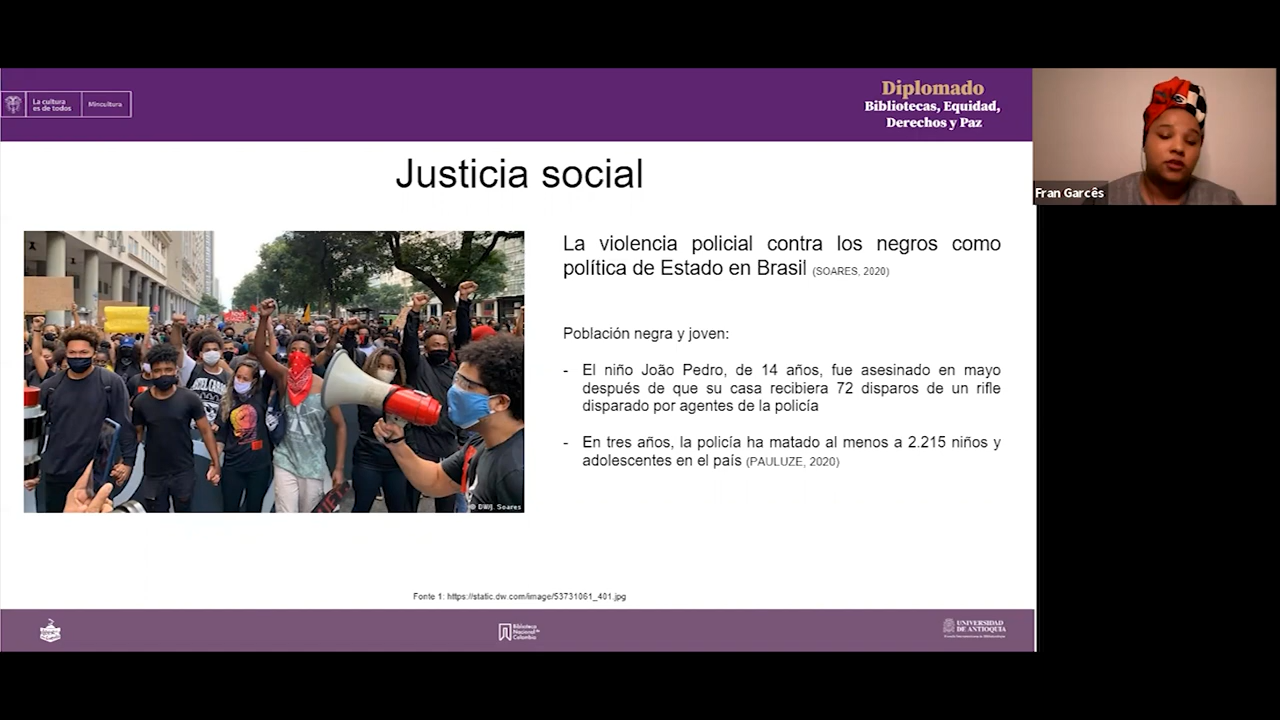 La cultura
es de todos
Mincultura
Diplomado
Bibliotecas, Equidad,
Derechos y Paz
Fran Garcês
Justicia social
La violencia policial contra los negros como
política de Estado en Brasil (SOARES, 2020)
Población negra y joven:
- El niño João Pedro, de 14 años, fue asesinado en mayo
después de que su casa recibiera 72 disparos de un rifle
disparado por agentes de la policía
- En tres años, la policía ha matado al menos a 2.215 niños y
adolescentes en el país (PAULUZE, 2020)
© DW/J. Soares
Fonte 1: https://static.dw.com/image/53731061_401.jpg
Biblioteca
Nacional de
Colombia
UNIVERSIDAD
DE ANTIOQUIA